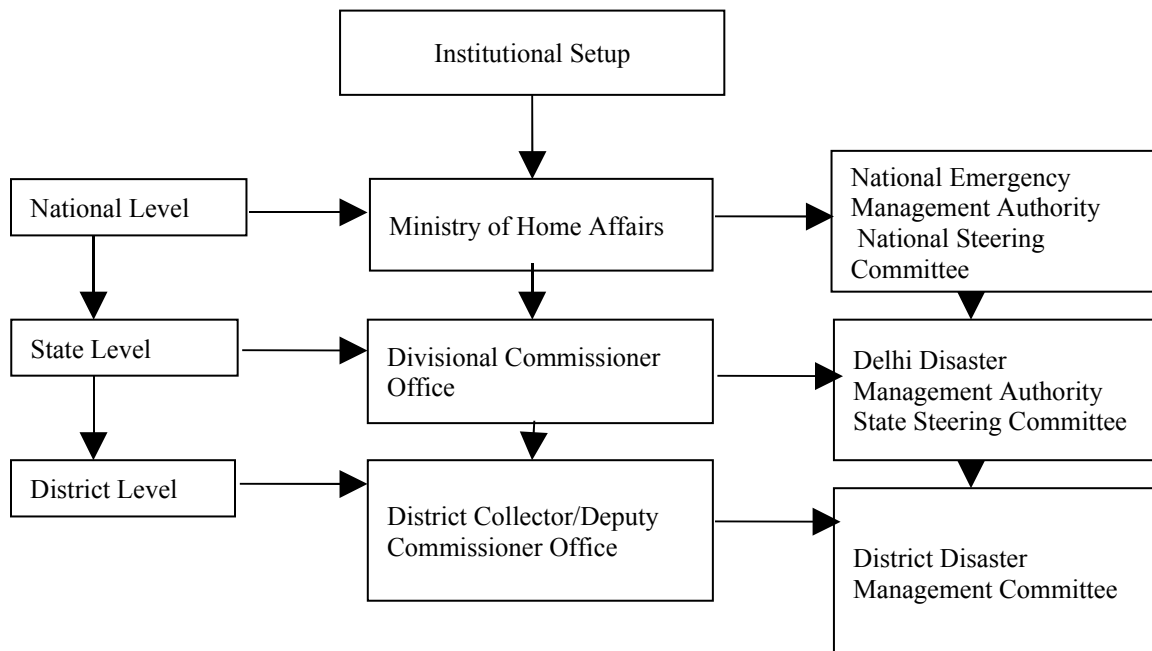 Institutional Setup
National Level
Ministry of Home Affairs
National Emergency
Management Authority
National Steering
Committee
State Level
Divisional Commissioner
Office
Delhi Disaster
Management Authority
State Steering Committee
District Level
District Collector/Deputy
Commissioner Office
District Disaster
Management Committee